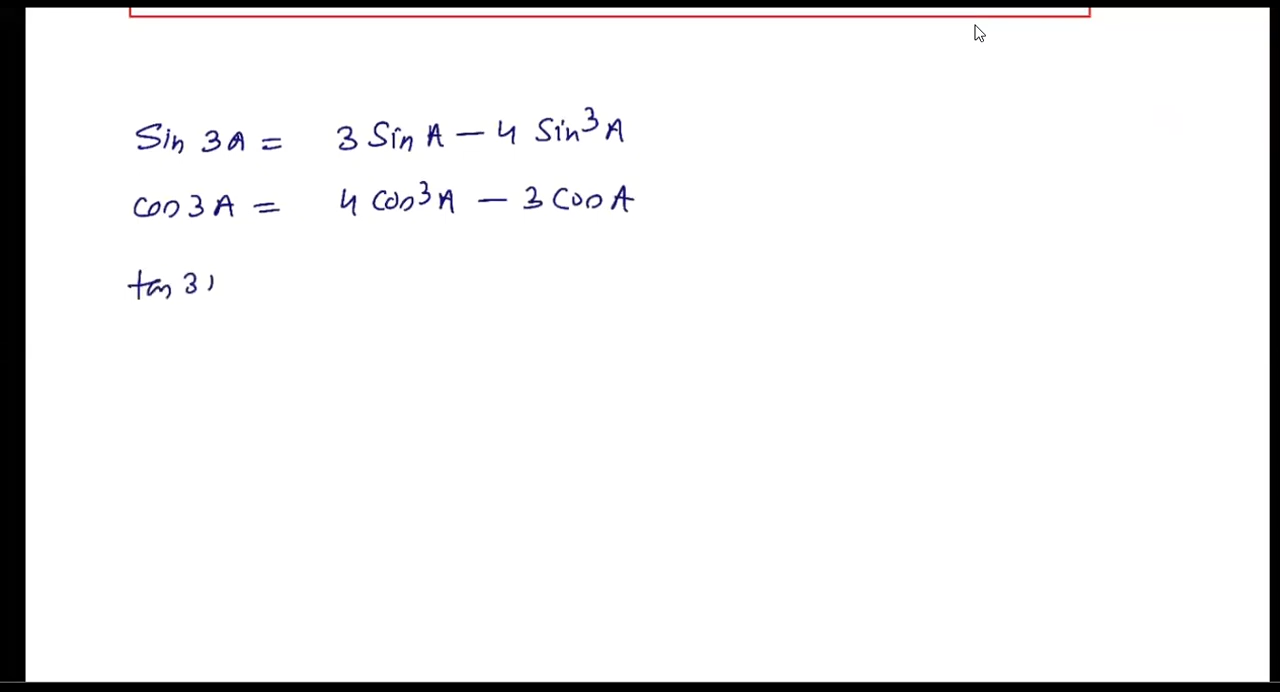 Sin 3A = 3 Sin A − 4 Sin³A
Cos 3A = 4 Cos³A − 3 Cos A
tan 3